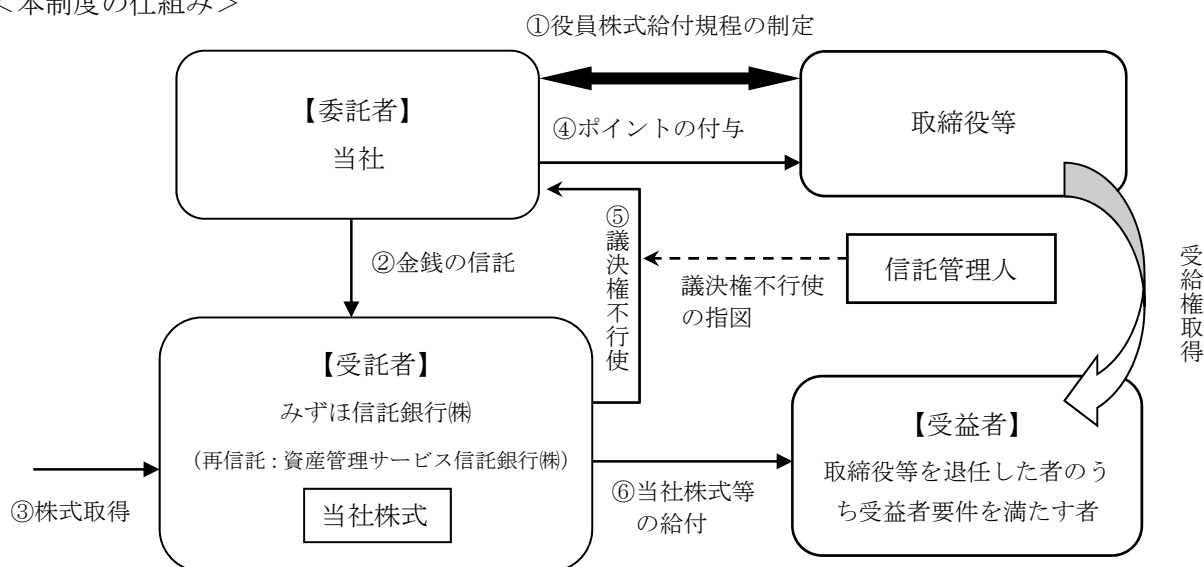 ＜本制度の仕組み＞
①役員株式給付規程の制定
【委託者】
当社
④ポイントの付与
取締役等
②金銭の信託
⑤議決権不行使
議決権不行使
の指図
信託管理人
受給権取得
【受託者】
みずほ信託銀行㈱
（再信託：資産管理サービス信託銀行㈱）
当社株式
③株式取得
⑥当社株式等
の給付
【受益者】
取締役等を退任した者のう
ち受益者要件を満たす者